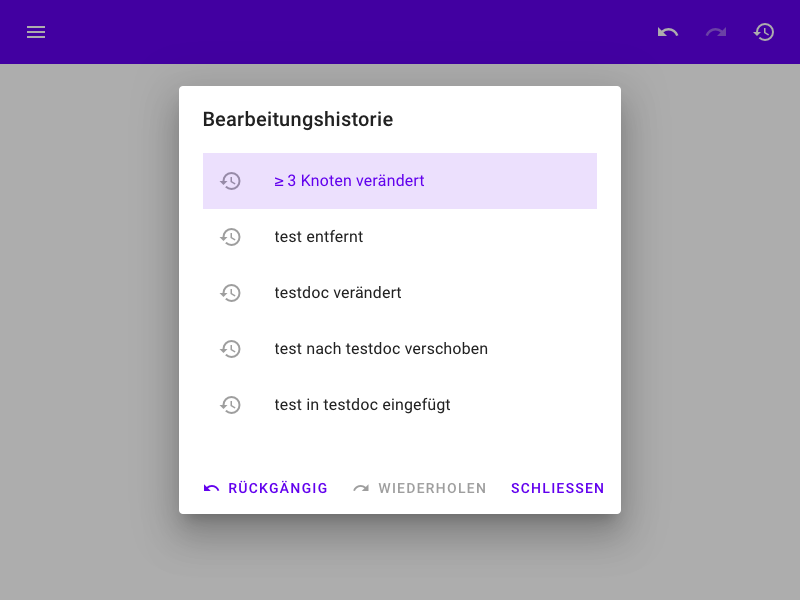 Bearbeitungshistorie
≥ 3 Knoten verändert
test entfernt
testdoc verändert
test nach testdoc verschoben
test in testdoc eingefügt
RÜCKGÄNGIG WIEDERHOLEN SCHLIESSEN